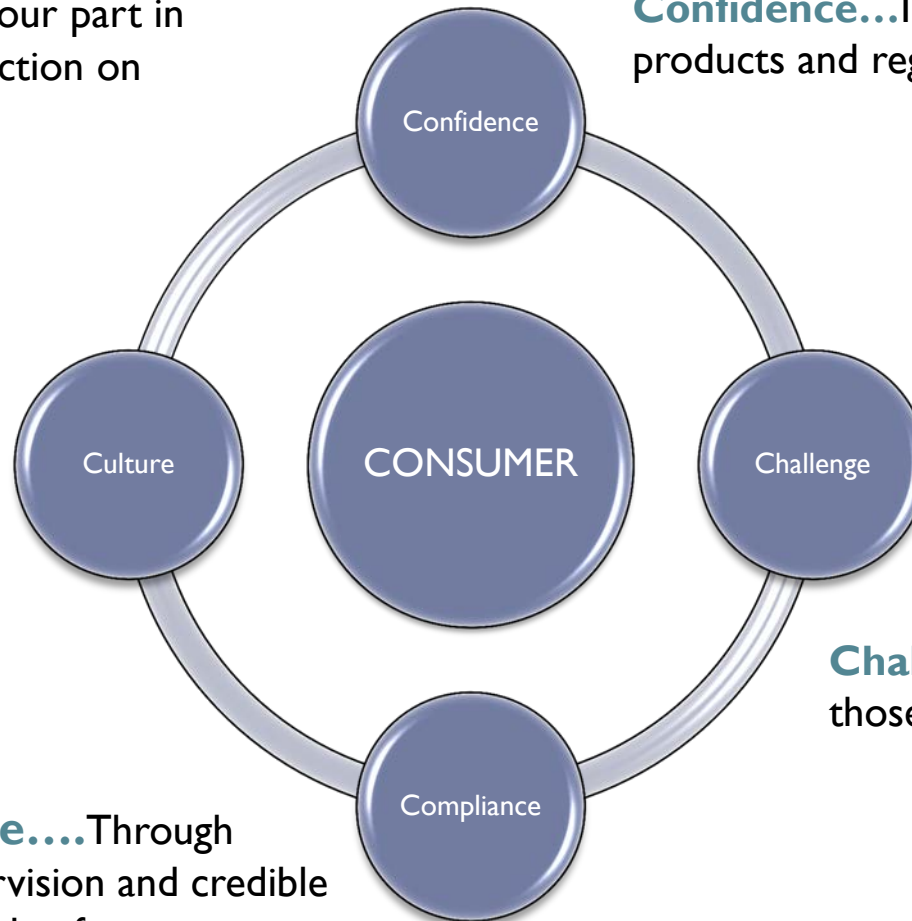 our part in
ction on
Confidence…
products and reg
Confidence
Culture
CONSUMER
Challenge
Chal
those
Compliance
e….Through
rvision and credible